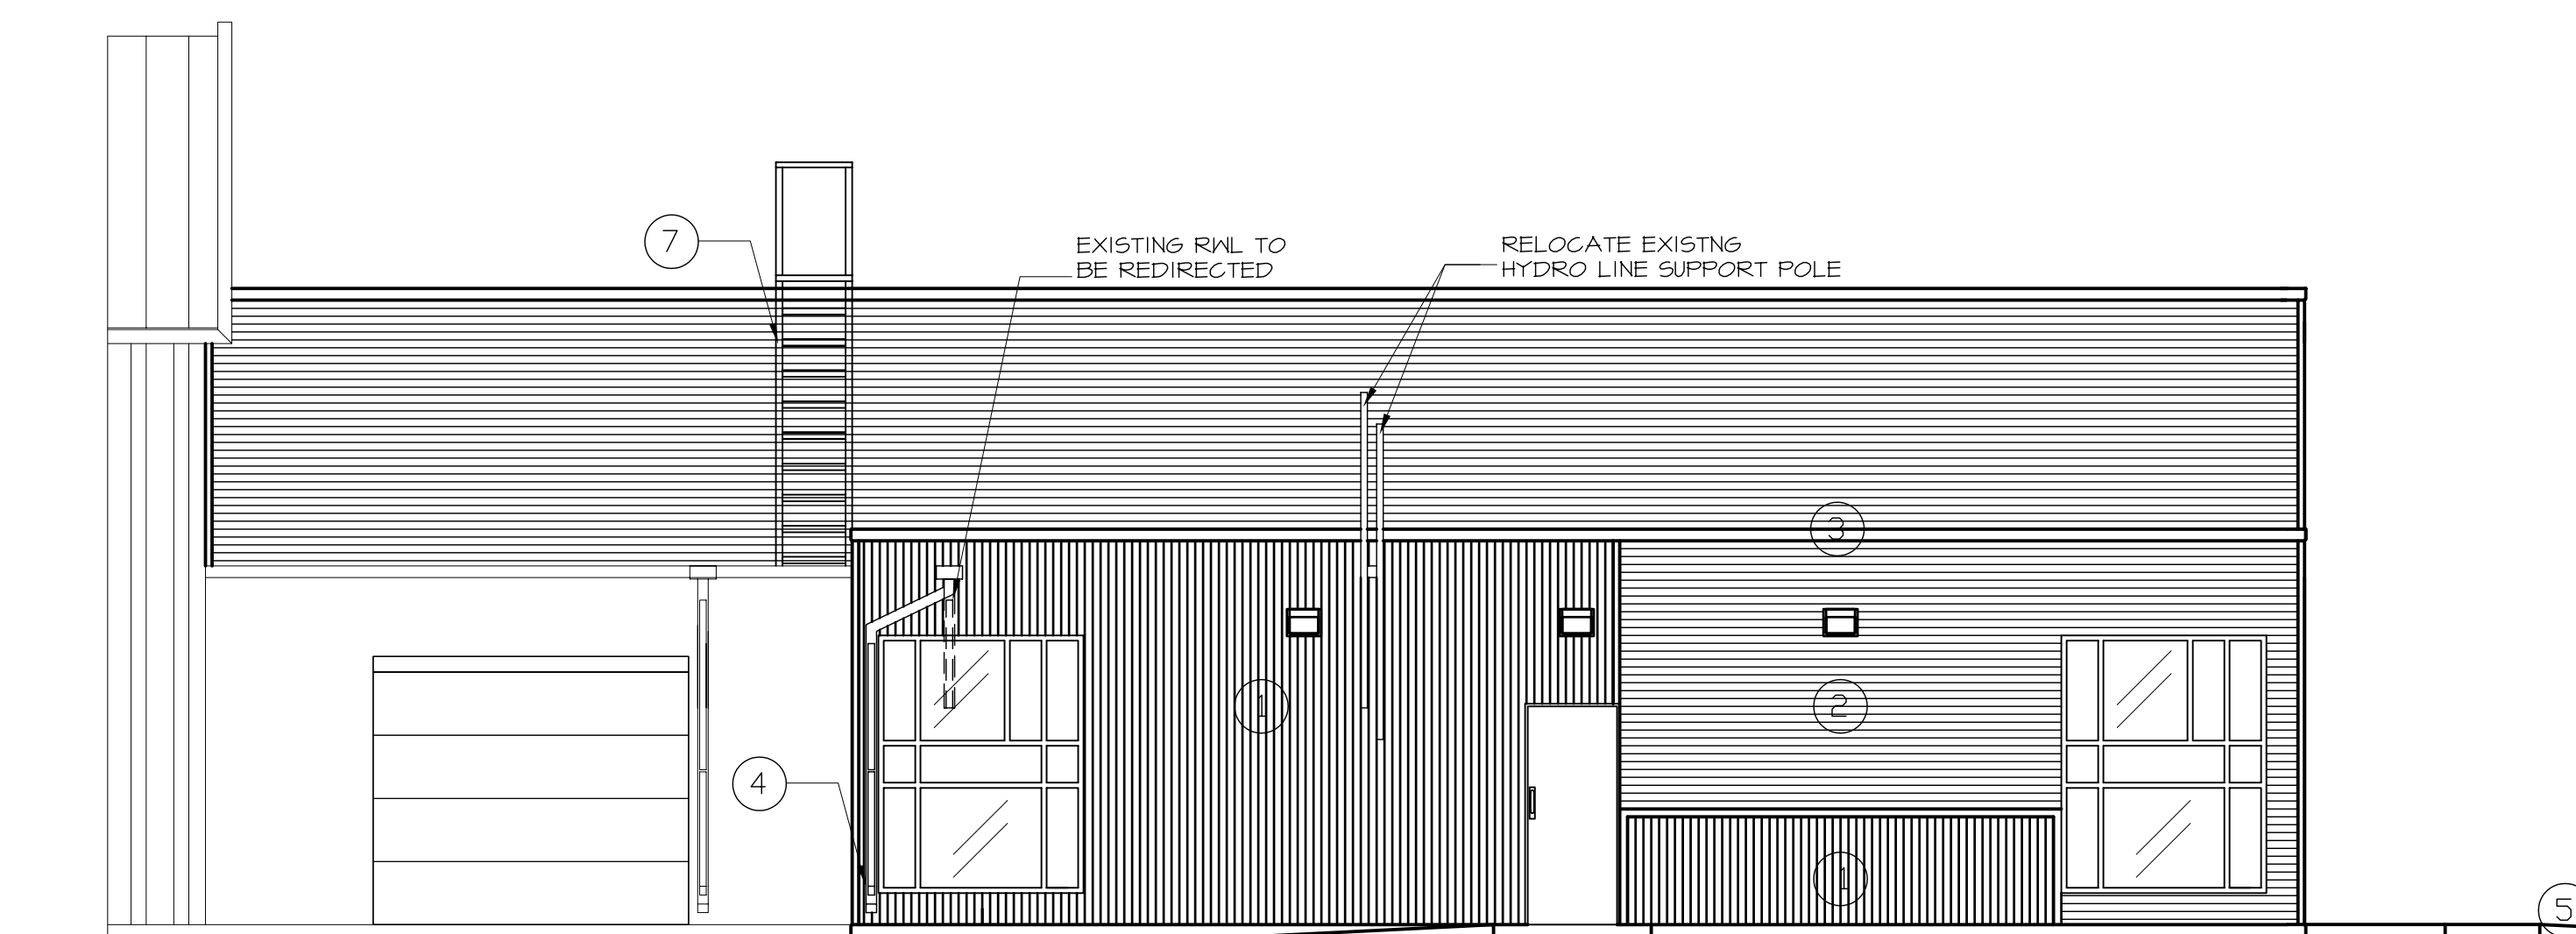 7
EXISTING RWL TO
BE REDIRECTED
RELOCATE EXISTNG
HYDRO LINE SUPPORT POLE
3
1
2
4
1
5